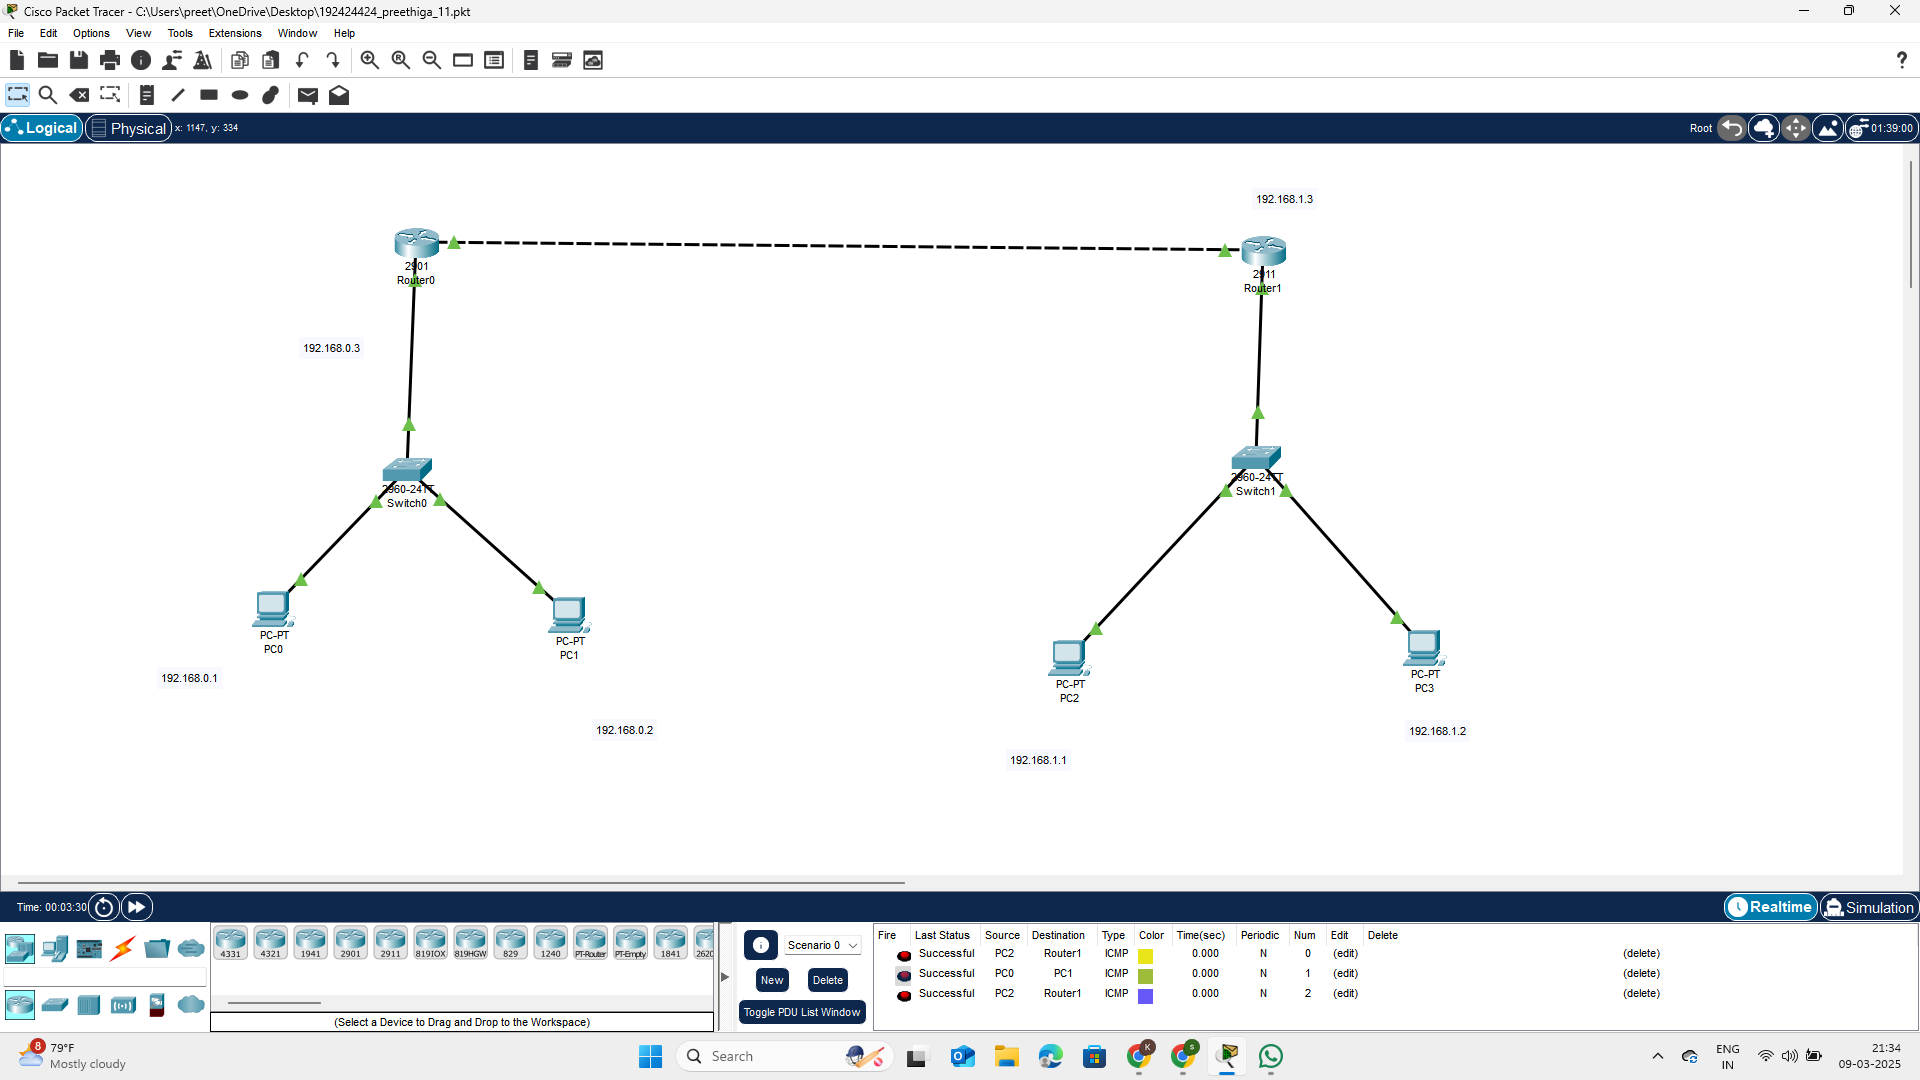 Cisco Packet Tracer - C:\Users\preet\OneDrive\Desktop\192424424_preethiga_11.pkt
File Edit Options View Tools Extensions Window Help
Logical Physical x: 1147, y: 334 Root 01:39:00
192.168.1.3
2901
Router0
2911
Router1
192.168.0.3
2960-24TT
Switch0
2960-24TT
Switch1
PC-PT
PC0
PC-PT
PC1
PC-PT
PC2
PC-PT
PC3
192.168.0.1
192.168.0.2
192.168.1.2
192.168.1.1
Time: 00:03:30 Realtime Simulation
4331 4321 1941 2901 2911 819IOX 819HGW 829 1240 PT-Router PT-Empty 1841 2620
(Select a Device to Drag and Drop to the Workspace)
Scenario 0
New Delete
Toggle PDU List Window
Fire Last Status Source Destination Type Color Time(sec) Periodic Num Edit Delete
Successful PC2 Router1 ICMP 0.000 N 0 (edit) (delete)
Successful PC0 PC1 ICMP 0.000 N 1 (edit) (delete)
Successful PC2 Router1 ICMP 0.000 N 2 (edit) (delete)
8
79°F
Mostly cloudy
Search
K
S
ENG
IN
21:34
09-03-2025